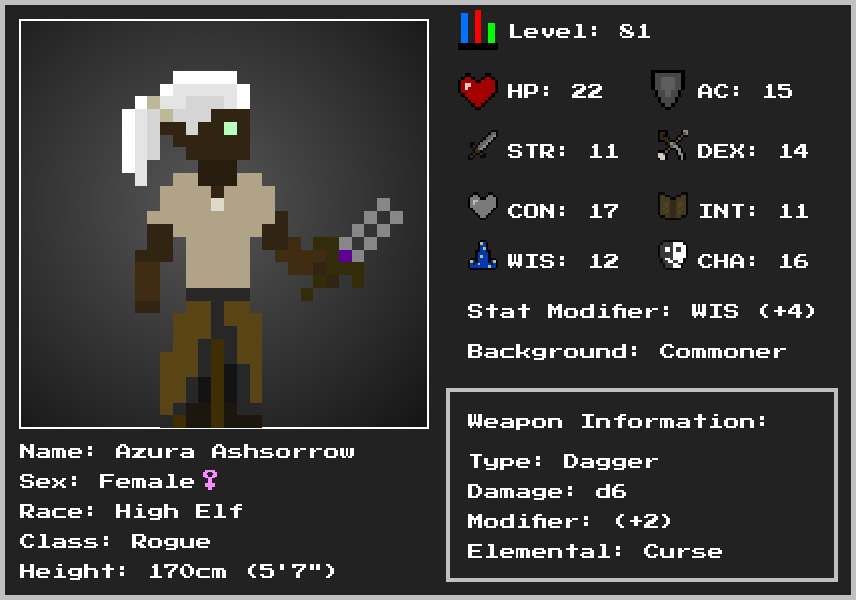 Level: 81
HP: 22 AC: 15
STR: 11 DEX: 14
CON: 17 INT: 11
WIS: 12 CHA: 16
Stat Modifier: WIS (+4)
Background: Commoner
Weapon Information:
Type: Dagger
Damage: d6
Modifier: (+2)
Elemental: Curse
Name: Azura Ashsorrow
Sex: Female♀
Race: High Elf
Class: Rogue
Height: 170cm (5'7")